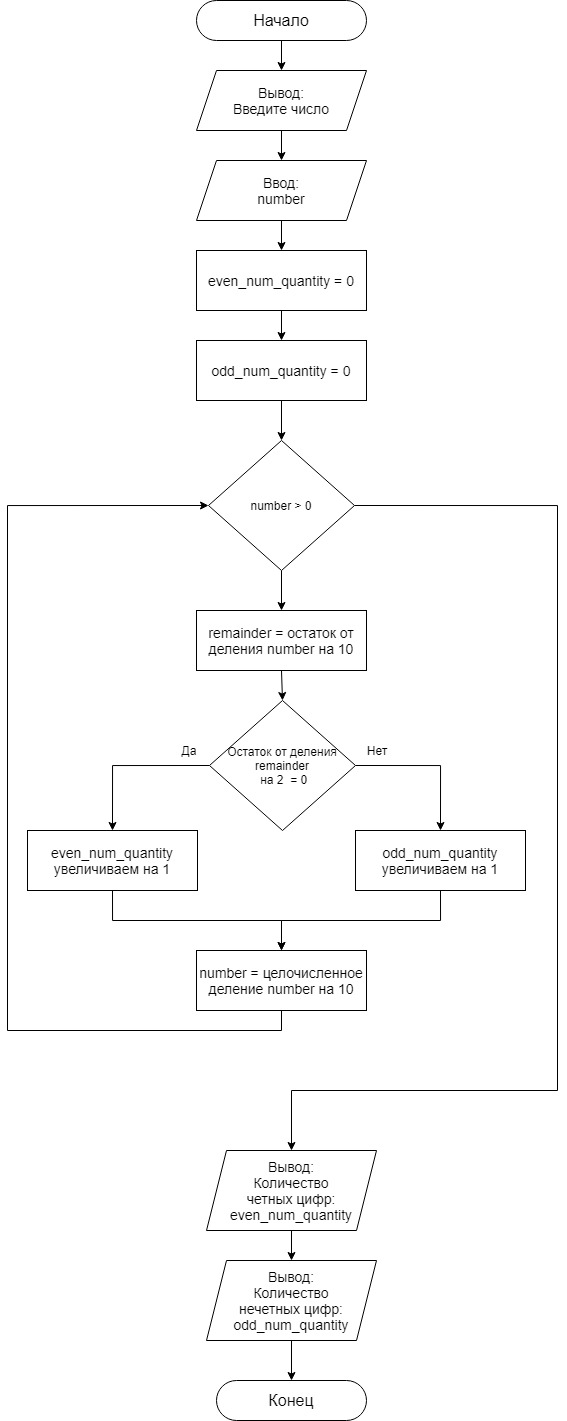 Начало
Вывод:
Введите число
Ввод:
number
even_num_quantity = 0
odd_num_quantity = 0
number > 0
remainder = остаток от
деления number на 10
Да
Остаток от деления
remainder
на 2 = 0
Нет
even_num_quantity
увеличиваем на 1
odd_num_quantity
увеличиваем на 1
number = целочисленное
деление number на 10
Вывод:
Количество
четных цифр:
even_num_quantity
Вывод:
Количество
нечетных цифр:
odd_num_quantity
Конец